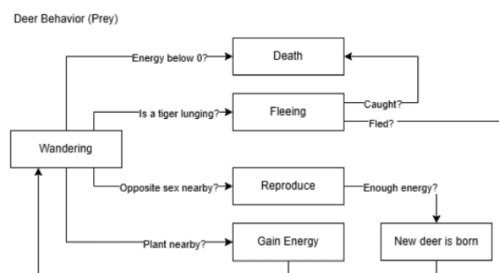 Deer Behavior (Prey)
Energy below 0?
Death
Is a tiger lunging?
Fleeing
Caught?
Fled?
Wandering
Opposite sex nearby?
Reproduce
Enough energy?
Plant nearby?
Gain Energy
New deer is born